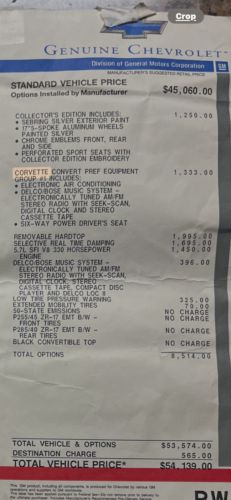 Crop
GENUINE CHEVROLET
Division of General Motors Corporation
GM
MANUFACTURER'S SUGGESTED RETAIL PRICE
STANDARD VEHICLE PRICE $45,060.00
Options Installed by Manufacturer
COLLECTOR'S EDITION INCLUDES: 1,250.00
• SEBRING SILVER EXTERIOR PAINT
• 17"5-SPOKE ALUMINUM WHEELS
PAINTED SILVER
• CHROME EMBLEMS FRONT, REAR
AND SIDE
• PERFORATED SPORT SEATS WITH
COLLECTOR EDITION EMBROIDERY
CORVETTE CONVERT PREF EQUIPMENT 1,333.00
GROUP #1 INCLUDES:
• ELECTRONIC AIR CONDITIONING
• DELCO/BOSE MUSIC SYSTEM -
ELECTRONICALLY TUNED AM/FM
STEREO RADIO WITH SEEK-SCAN,
DIGITAL CLOCK AND STEREO
CASSETTE TAPE
• SIX-WAY POWER DRIVER'S SEAT
REMOVABLE HARDTOP 1,995.00
SELECTIVE REAL TIME DAMPING 1,695.00
5.7L SFI V8 330 HORSEPOWER 1,450.00
ENGINE
DELCO/BOSE MUSIC SYSTEM - 396.00
ELECTRONICALLY TUNED AM/FM
STEREO RADIO WITH SEEK-SCAN,
DIGITAL CLOCK, STEREO
CASSETTE TAPE, COMPACT DISC
PLAYER AND DELCO LOC II
LOW TIRE PRESSURE WARNING 325.00
EXTENDED MOBILITY TIRES 70.00
50-STATE EMISSIONS NO CHARGE
P255/45 ZR-17 EMT B/W - NO CHARGE
FRONT TIRES
P285/40 ZR-17 EMT B/W - NO CHARGE
REAR TIRES
BLACK CONVERTIBLE TOP NO CHARGE
TOTAL OPTIONS 8,514.00
TOTAL VEHICLE & OPTIONS $53,574.00
DESTINATION CHARGE 565.00
TOTAL VEHICLE PRICE* $54,139.00